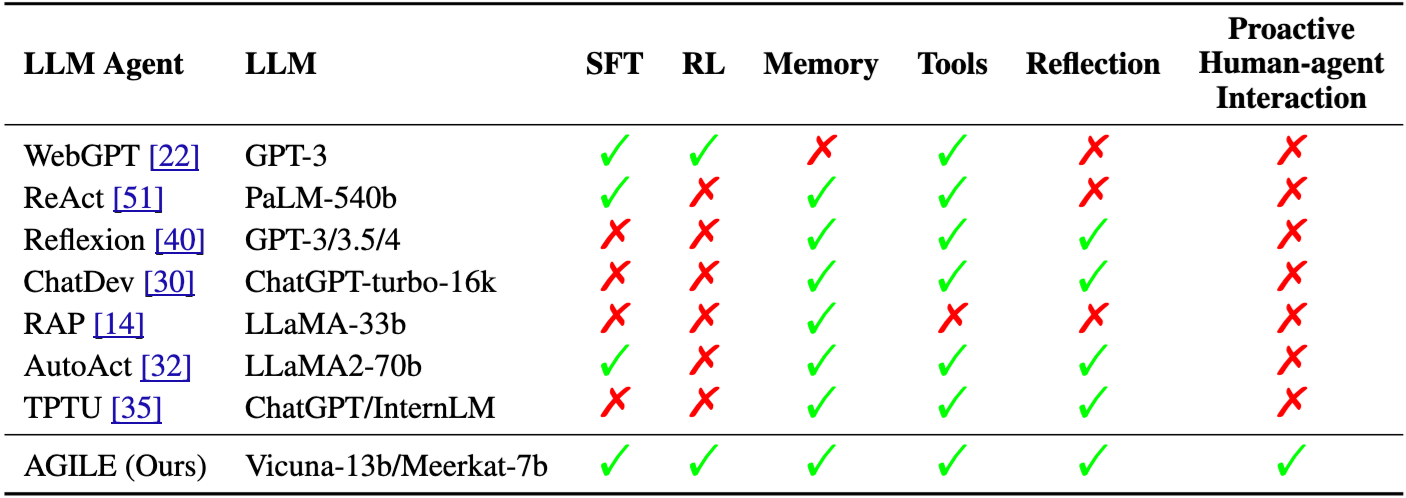 LLM Agent LLM SFT RL Memory Tools Reflection Proactive Human-agent Interaction
WebGPT [22] GPT-3 ✓ ✓ ✗ ✓ ✗ ✗
ReAct [51] PaLM-540b ✓ ✗ ✓ ✓ ✗ ✗
Reflexion [40] GPT-3/3.5/4 ✗ ✗ ✓ ✓ ✓ ✗
ChatDev [30] ChatGPT-turbo-16k ✗ ✗ ✓ ✓ ✓ ✗
RAP [14] LLaMA-33b ✗ ✗ ✓ ✗ ✗ ✗
AutoAct [32] LLaMA2-70b ✓ ✗ ✓ ✓ ✓ ✗
TPTU [35] ChatGPT/InternLM ✗ ✗ ✓ ✓ ✓ ✗
AGILE (Ours) Vicuna-13b/Meerkat-7b ✓ ✓ ✓ ✓ ✓ ✓